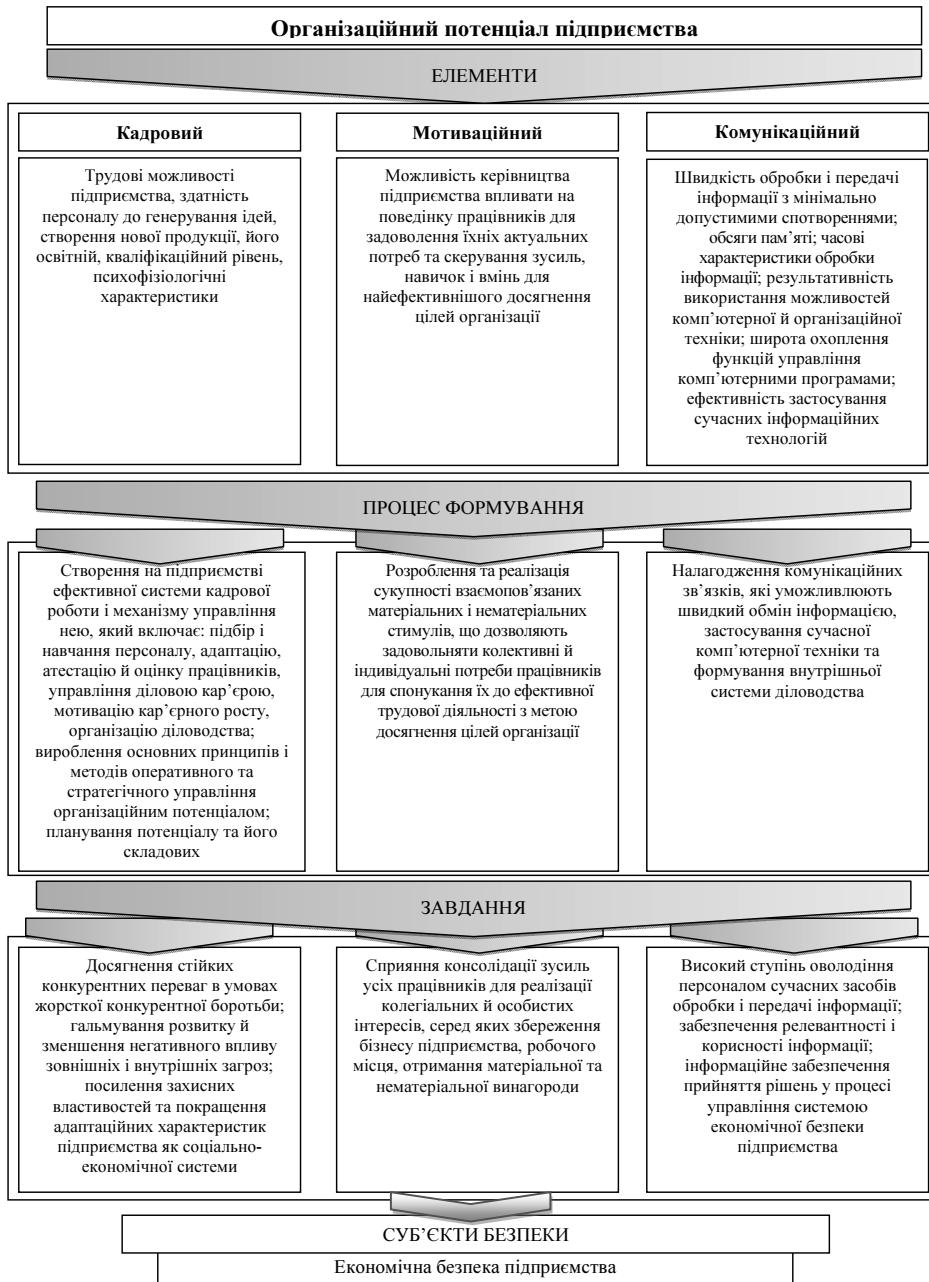 Організаційний потенціал підприємства
ЕЛЕМЕНТИ
Кадровий
Трудові можливості
підприємства, здатність
персоналу до генерування ідей,
створення нової продукції, його
освітній, кваліфікаційний рівень,
психофізіологічні
характеристики
Мотиваційний
Можливість керівництва
підприємства впливати на
поведінку працівників для
задоволення їхніх актуальних
потреб та скерування зусиль,
навичок і вмінь для
найефективнішого досягнення
цілей організації
Комунікаційний
Швидкість обробки і передачі
інформації з мінімально
допустимими спотвореннями;
обсяги пам’яті; часові
характеристики обробки
інформації; результативність
використання можливостей
комп’ютерної й організаційної
техніки; широта охоплення
функцій управління
комп’ютерними програмами;
ефективність застосування
сучасних інформаційних
технологій
ПРОЦЕС ФОРМУВАННЯ
Створення на підприємстві
ефективної системи кадрової
роботи і механізму управління
нею, який включає: підбір і
навчання персоналу, адаптацію,
атестацію й оцінку працівників,
управління діловою кар’єрою,
мотивацію кар’єрного росту,
організацію діловодства;
вироблення основних принципів і
методів оперативного та
стратегічного управління
організаційним потенціалом;
планування потенціалу та його
складових
Розроблення та реалізація
сукупності взаємопов’язаних
матеріальних і нематеріальних
стимулів, що дозволяють
задовольняти колективні й
індивідуальні потреби працівників
для спонукання їх до ефективної
трудової діяльності з метою
досягнення цілей організації
Налагодження комунікаційних
зв’язків, які уможливлюють
швидкий обмін інформацією,
застосування сучасної
комп’ютерної техніки та
формування внутрішньої
системи діловодства
ЗАВДАННЯ
Досягнення стійких
конкурентних переваг в умовах
жорсткої конкурентної боротьби;
гальмування розвитку й
зменшення негативного впливу
зовнішніх і внутрішніх загроз;
посилення захисних
властивостей та покращення
адаптаційних характеристик
підприємства як соціально-
економічної системи
Сприяння консолідації зусиль
усіх працівників для реалізації
колегіальних й особистих
інтересів, серед яких збереження
бізнесу підприємства, робочого
місця, отримання матеріальної та
нематеріальної винагороди
Високий ступінь оволодіння
персоналом сучасних засобів
обробки і передачі інформації;
забезпечення релевантності і
корисності інформації;
інформаційне забезпечення
прийняття рішень у процесі
управління системою
економічної безпеки
підприємства
СУБ’ЄКТИ БЕЗПЕКИ
Економічна безпека підприємства